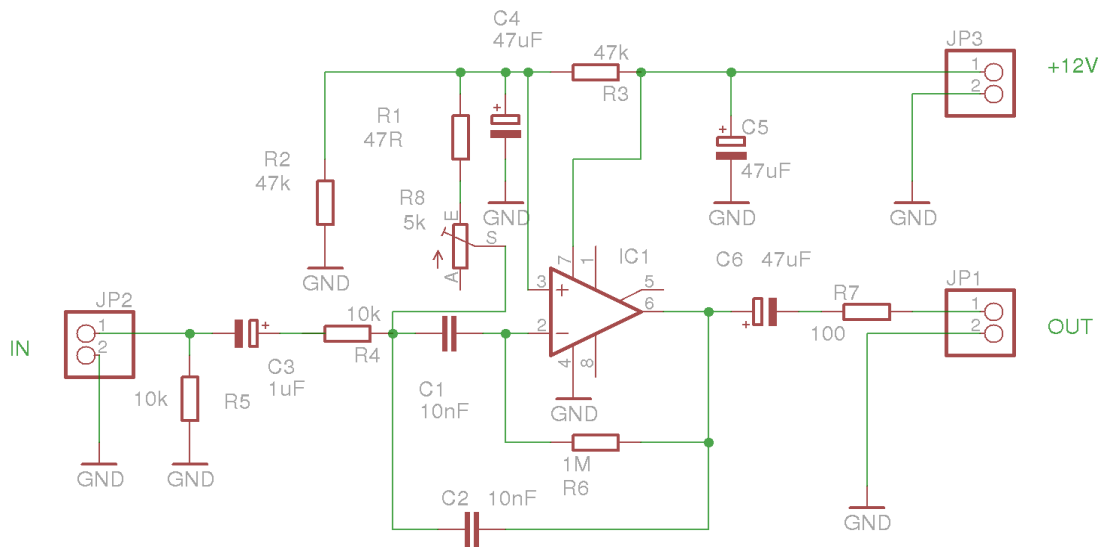 C4
47uF
47k
R3
JP3
1
2
+12V
R1
47R
C5
47uF
R2
47k
R8
5k
E
S
A
GND
GND
GND
GND
C6 47uF
IC1
7
1
5
3
6
2
4
8
R7
100
JP1
1
2
OUT
JP2
1
2
IN
10k
R4
C3
1uF
C1
10nF
10k
R5
GND
1M
R6
GND
GND
C2 10nF
GND